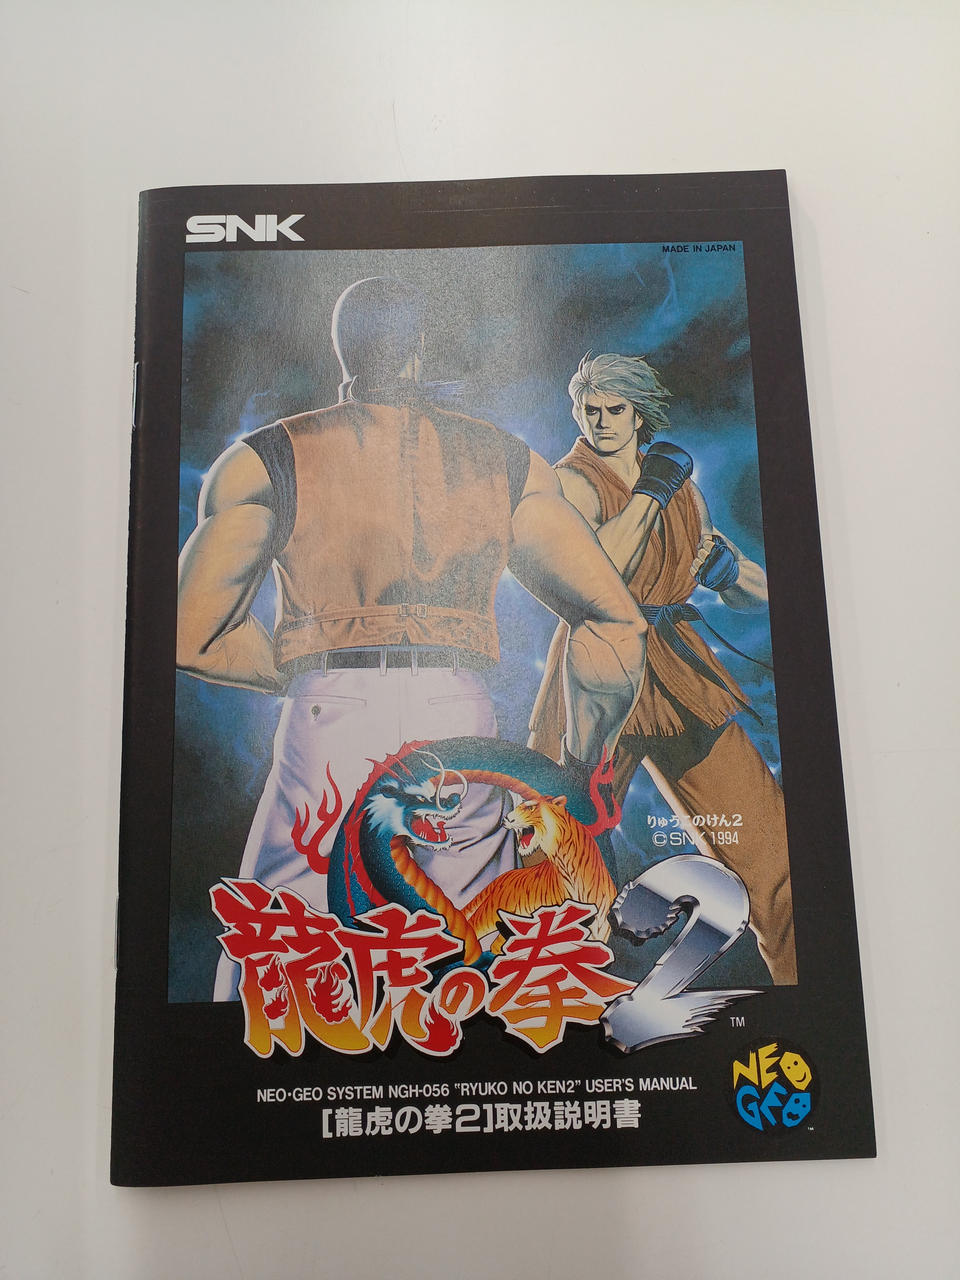 SNK
MADE IN JAPAN
りゅうこのけん2
©SNK 1994
龍虎の拳2
TM
NEO•GEO SYSTEM NGH-056 "RYUKO NO KEN2" USER'S MANUAL
[龍虎の拳2]取扱説明書
NEO
GEO
TM